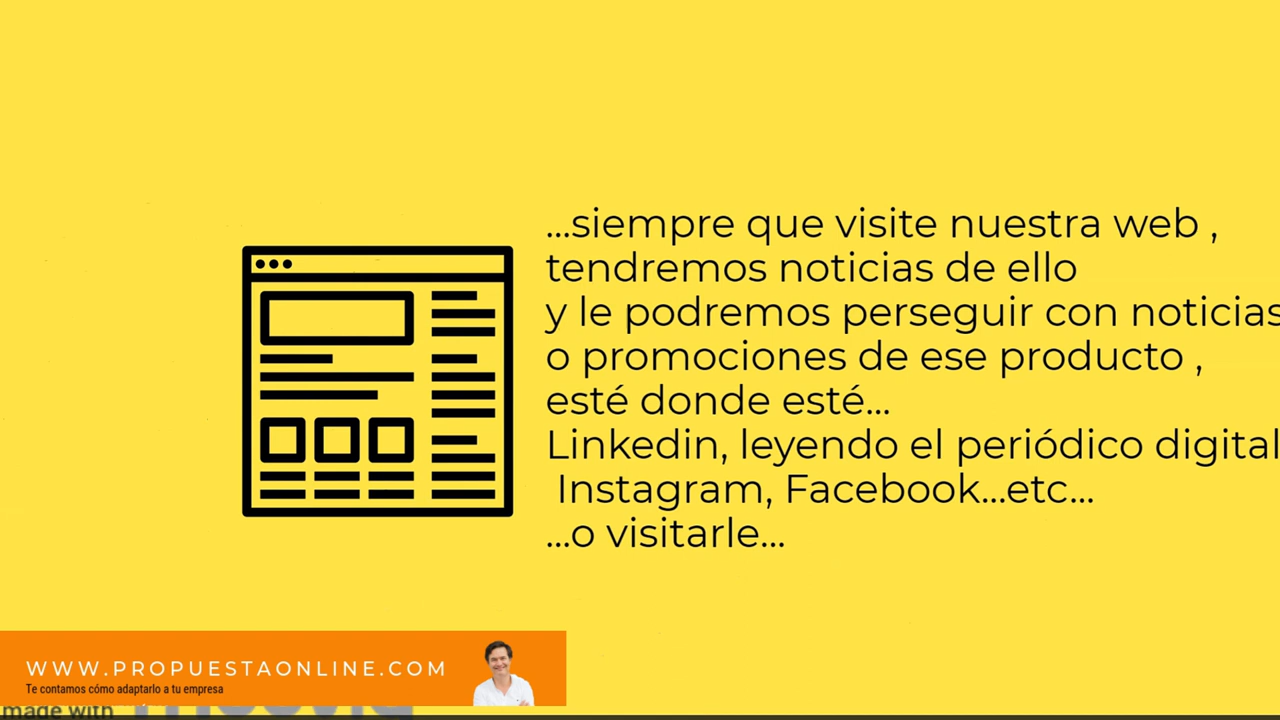 ...siempre que visite nuestra web ,
tendremos noticias de ello
y le podremos perseguir con noticias
o promociones de ese producto ,
esté donde esté...
Linkedin, leyendo el periódico digital
Instagram, Facebook...etc...
...o visitarle...
WWW.PROPUESTAONLINE.COM
Te contamos cómo adaptarlo a tu empresa
made with